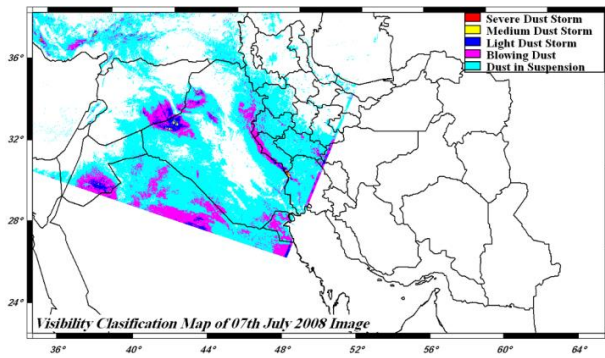 Severe Dust Storm
Medium Dust Storm
Light Dust Storm
Blowing Dust
Dust in Suspension
36°
32°
28°
24°
Visibility Clasification Map of 07th July 2008 Image
36° 40° 44° 48° 52° 56° 60° 64°